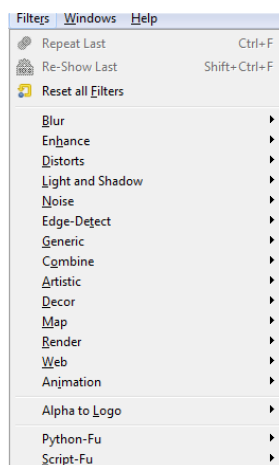 Filters Windows Help
Repeat Last Ctrl+F
Re-Show Last Shift+Ctrl+F
Reset all Filters
Blur
Enhance
Distorts
Light and Shadow
Noise
Edge-Detect
Generic
Combine
Artistic
Decor
Map
Render
Web
Animation
Alpha to Logo
Python-Fu
Script-Fu